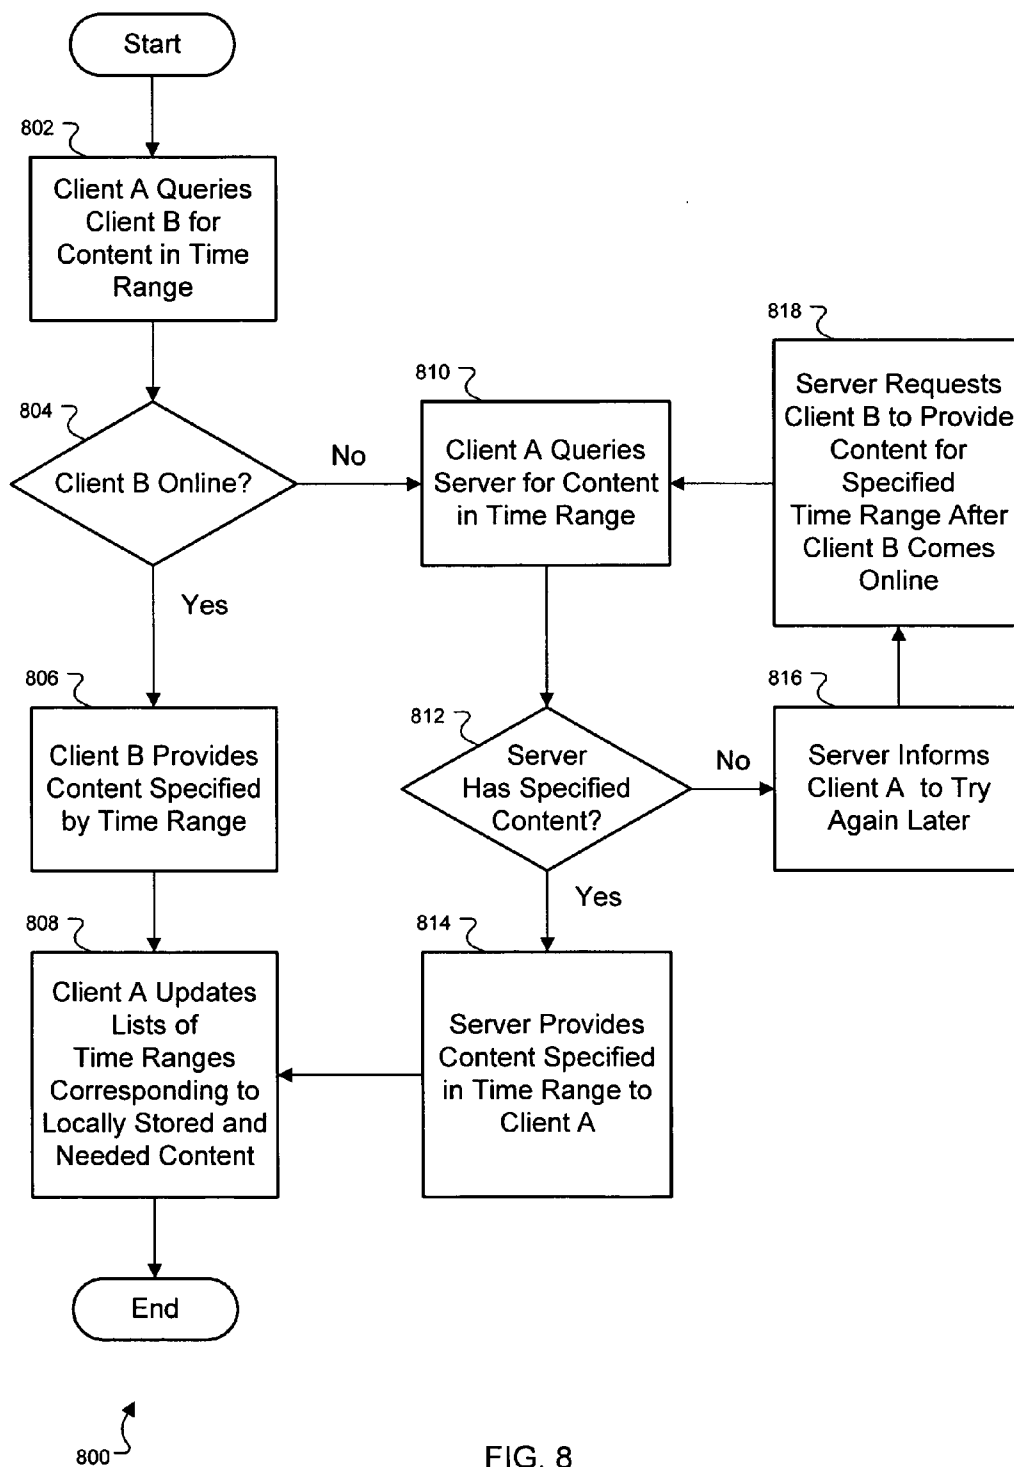 Start
802
Client A Queries
Client B for
Content in Time
Range
804
Client B Online?
No
Yes
806
Client B Provides
Content Specified
by Time Range
808
Client A Updates
Lists of
Time Ranges
Corresponding to
Locally Stored and
Needed Content
End
810
Client A Queries
Server for Content
in Time Range
812
Server
Has Specified
Content?
No
Yes
814
Server Provides
Content Specified
in Time Range to
Client A
816
Server Informs
Client A to Try
Again Later
818
Server Requests
Client B to Provide
Content for
Specified
Time Range After
Client B Comes
Online
800
FIG. 8